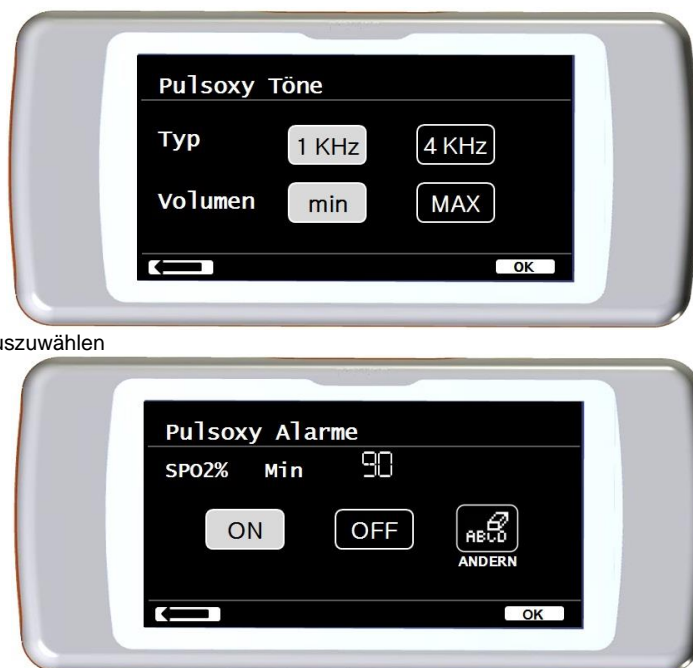 Pulsoxy Töne
Typ 1 KHz 4 KHz
Volumen min MAX
OK
uszuwählen
Pulsoxy Alarme
SPO2% Min 90
ON OFF ABCD
ANDERN
OK